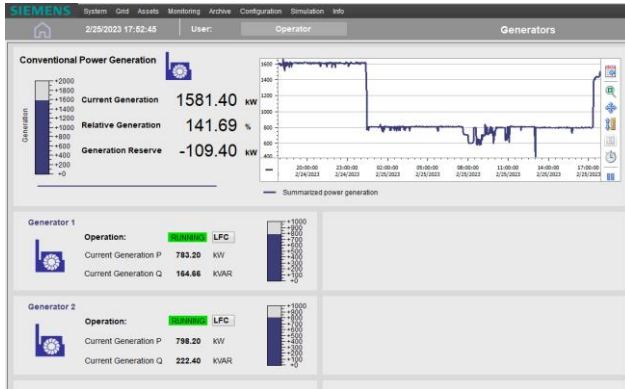 SIEMENS System Grid Assets Monitoring Archive Configuration Simulation Info
2/25/2023 17:52:45 User: Operator Generators
Conventional Power Generation
Generation
+2000
+1800
+1600
+1400
+1200
+1000
+800
+600
+400
+200
+0
Current Generation 1581.40 kW
Relative Generation 141.69 %
Generation Reserve -109.40 kW
1600
1400
1200
1000
800
600
400
20:00:00 23:00:00 02:00:00 05:00:00 08:00:00 11:00:00 14:00:00 17:00:00
2/24/2023 2/24/2023 2/25/2023 2/25/2023 2/25/2023 2/25/2023 2/25/2023 2/25/2023
Summarized power generation
Generator 1
Operation: RUNNING LFC
Current Generation P 783.20 kW
Current Generation Q 164.66 kVAR
+1000
+900
+800
+700
+600
+500
+400
+300
+200
+100
+0
Generator 2
Operation: RUNNING LFC
Current Generation P 798.20 kW
Current Generation Q 222.40 kVAR
+1000
+900
+800
+700
+600
+500
+400
+300
+200
+100
+0